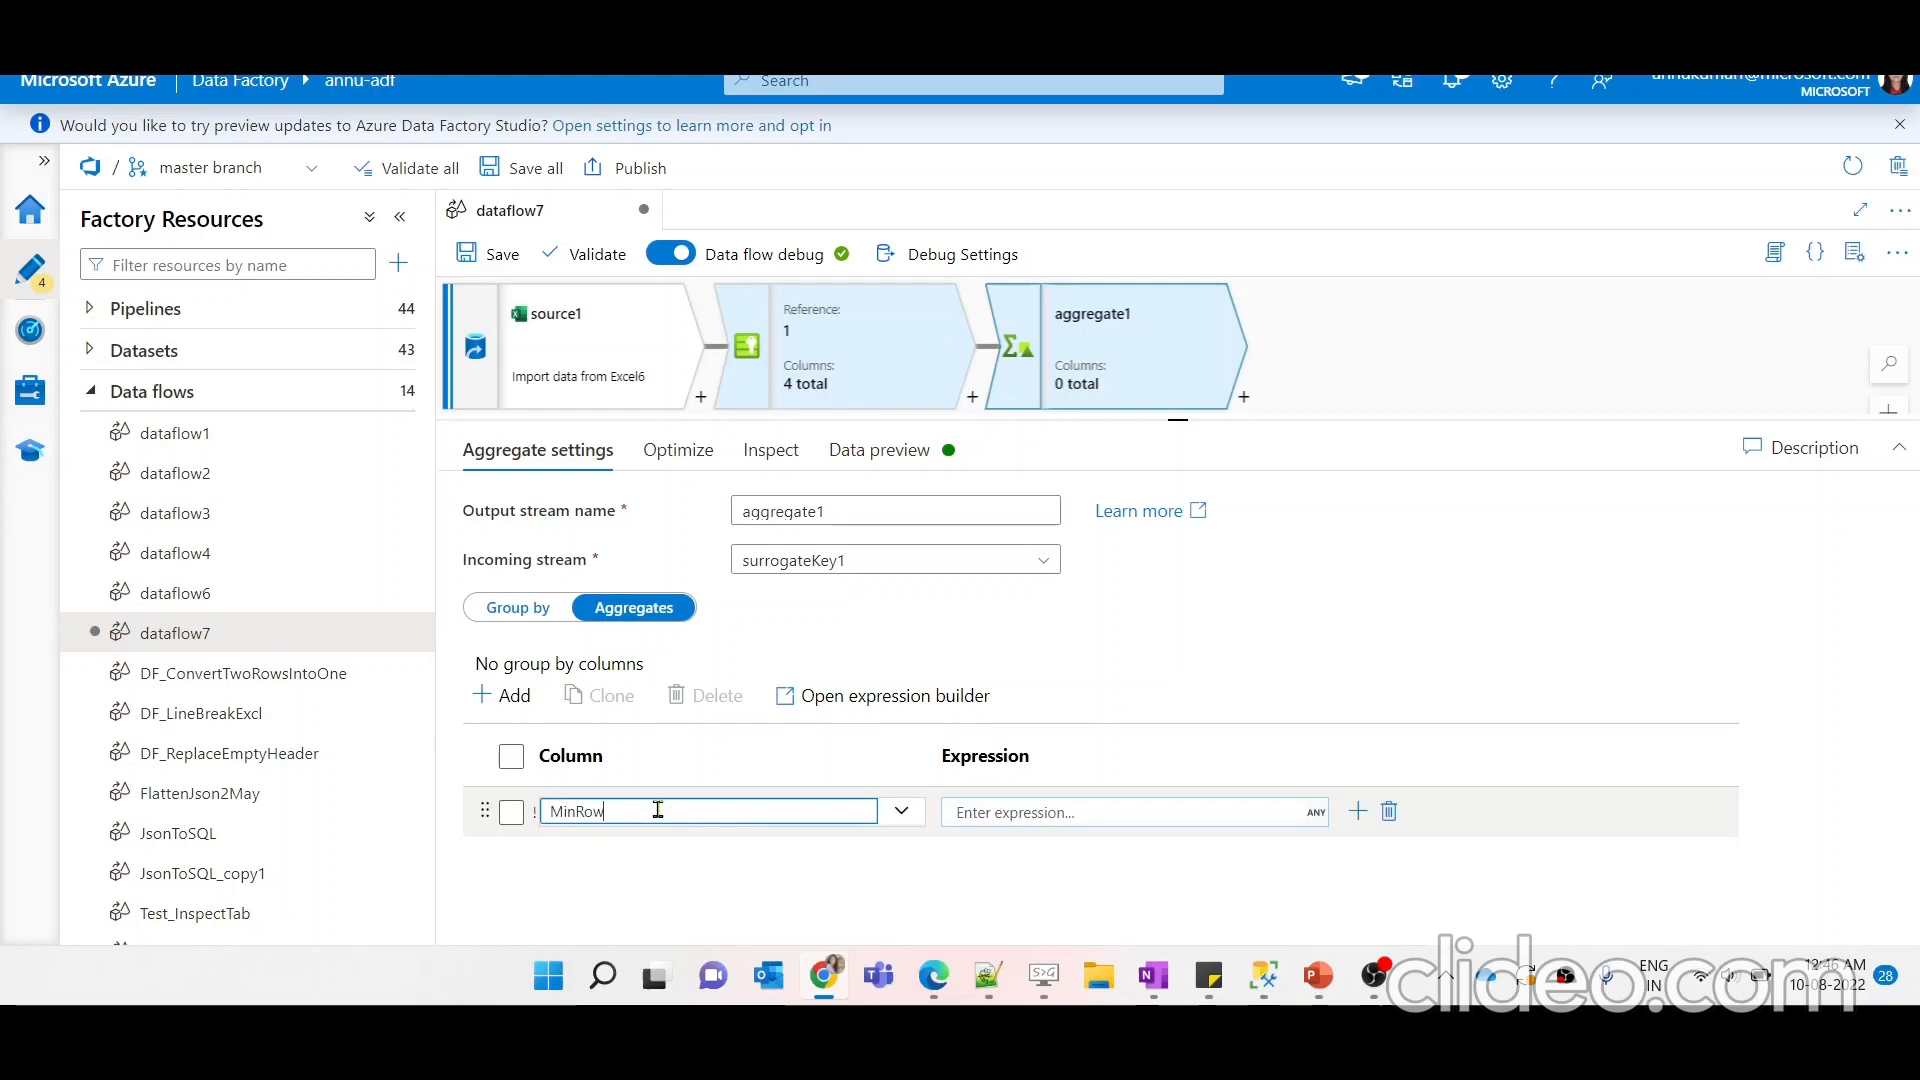 Microsoft Azure
Data Factory
annu-adf
Search
MICROSOFT
Would you like to try preview updates to Azure Data Factory Studio? Open settings to learn more and opt in
/ master branch
Validate all
Save all
Publish
Factory Resources
Filter resources by name
4
Pipelines 44
Datasets 43
Data flows 14
dataflow1
dataflow2
dataflow3
dataflow4
dataflow6
dataflow7
DF_ConvertTwoRowsIntoOne
DF_LineBreakExcl
DF_ReplaceEmptyHeader
FlattenJson2May
JsonToSQL
JsonToSQL_copy1
Test_InspectTab
dataflow7
Save
Validate
Data flow debug
Debug Settings
source1
Import data from Excel6
Reference:
1
Columns:
4 total
aggregate1
Columns:
0 total
Aggregate settings
Optimize
Inspect
Data preview
Description
Output stream name *
aggregate1
Learn more
Incoming stream *
surrogateKey1
Group by
Aggregates
No group by columns
Add
Clone
Delete
Open expression builder
Column
Expression
MinRow
Enter expression...
ANY
ENG
IN
12:46 AM
10-08-2022
28
clideo.com